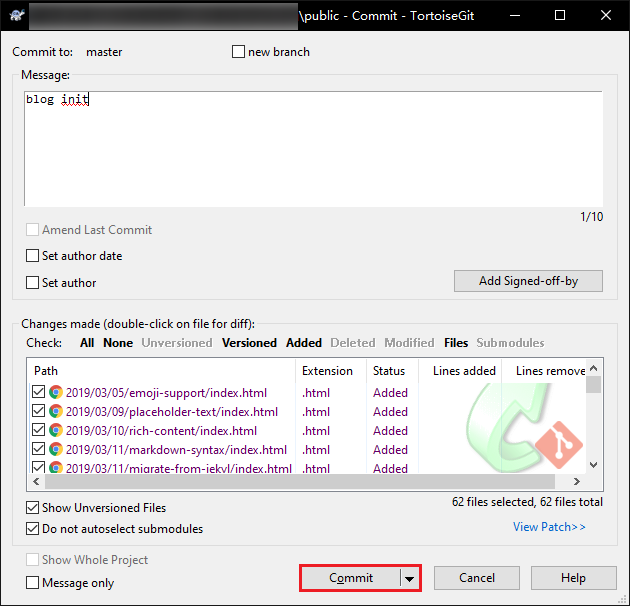 \public - Commit - TortoiseGit
Commit to: master new branch
Message:
blog init
1/10
Amend Last Commit
Set author date
Set author
Add Signed-off-by
Changes made (double-click on file for diff):
Check: All None Unversioned Versioned Added Deleted Modified Files Submodules
Path Extension Status Lines added Lines remove
2019/03/05/emoji-support/index.html .html Added
2019/03/09/placeholder-text/index.html .html Added
2019/03/10/rich-content/index.html .html Added
2019/03/11/markdown-syntax/index.html .html Added
2019/03/11/migrate-from-jekyl/index.html .html Added
Show Unversioned Files
62 files selected, 62 files total
Do not autoselect submodules
View Patch>>
Show Whole Project
Message only
Commit Cancel Help